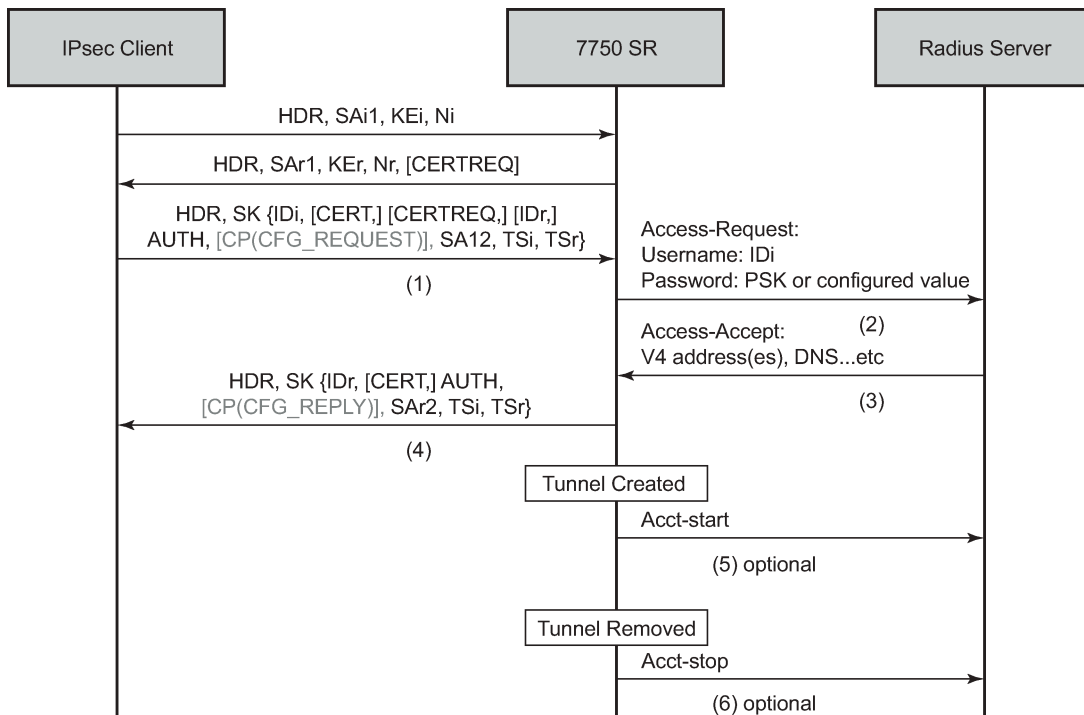 IPsec Client
7750 SR
Radius Server
HDR, SAi1, KEi, Ni
HDR, SAr1, KEr, Nr, [CERTREQ]
HDR, SK {IDi, [CERT,] [CERTREQ,] [IDr,]
AUTH, [CP(CFG_REQUEST)], SA12, TSi, TSr}
(1)
Access-Request:
Username: IDi
Password: PSK or configured value
(2)
Access-Accept:
V4 address(es), DNS...etc
(3)
HDR, SK {IDr, [CERT,] AUTH,
[CP(CFG_REPLY)], SAr2, TSi, TSr}
(4)
Tunnel Created
Acct-start
(5) optional
Tunnel Removed
Acct-stop
(6) optional